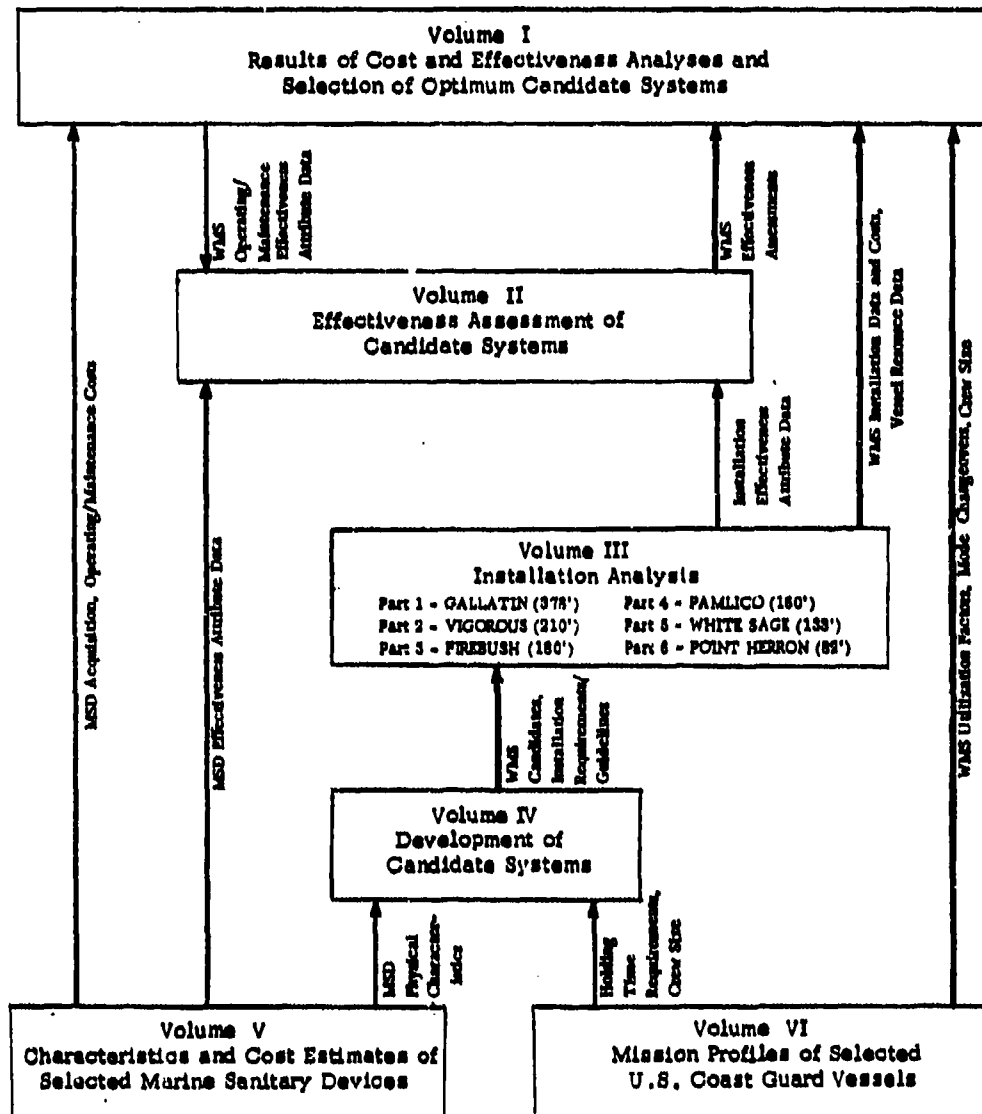 Volume I
Results of Cost and Effectiveness Analyses and
Selection of Optimum Candidate Systems
WMS
Operating/
Maintenance
Effectiveness
Attribute Data
WMS
Effectiveness
Assessments
Volume II
Effectiveness Assessment of
Candidate Systems
MSD Acquisition, Operating/Maintenance Costs
MSD Effectiveness Attribute Data
Installation
Effectiveness
Attribute Data
WMS Installation Data and Costs,
Vessel Resource Data
WMS Utilization Factors, Mode Changeovers, Crew Size
Volume III
Installation Analysis
Part 1 - GALLATIN (378')
Part 4 - PAMLICO (160')
Part 2 - VIGOROUS (210')
Part 5 - WHITE SAGE (133')
Part 3 - FIREBUSH (180')
Part 6 - POINT HERRON (82')
WMS
Candidates,
Installation
Requirements/
Guidelines
Volume IV
Development of
Candidate Systems
MSD
Physical
Character-
istics
Holding
Time
Requirements,
Crew Size
Volume V
Characteristics and Cost Estimates of
Selected Marine Sanitary Devices
Volume VI
Mission Profiles of Selected
U.S. Coast Guard Vessels